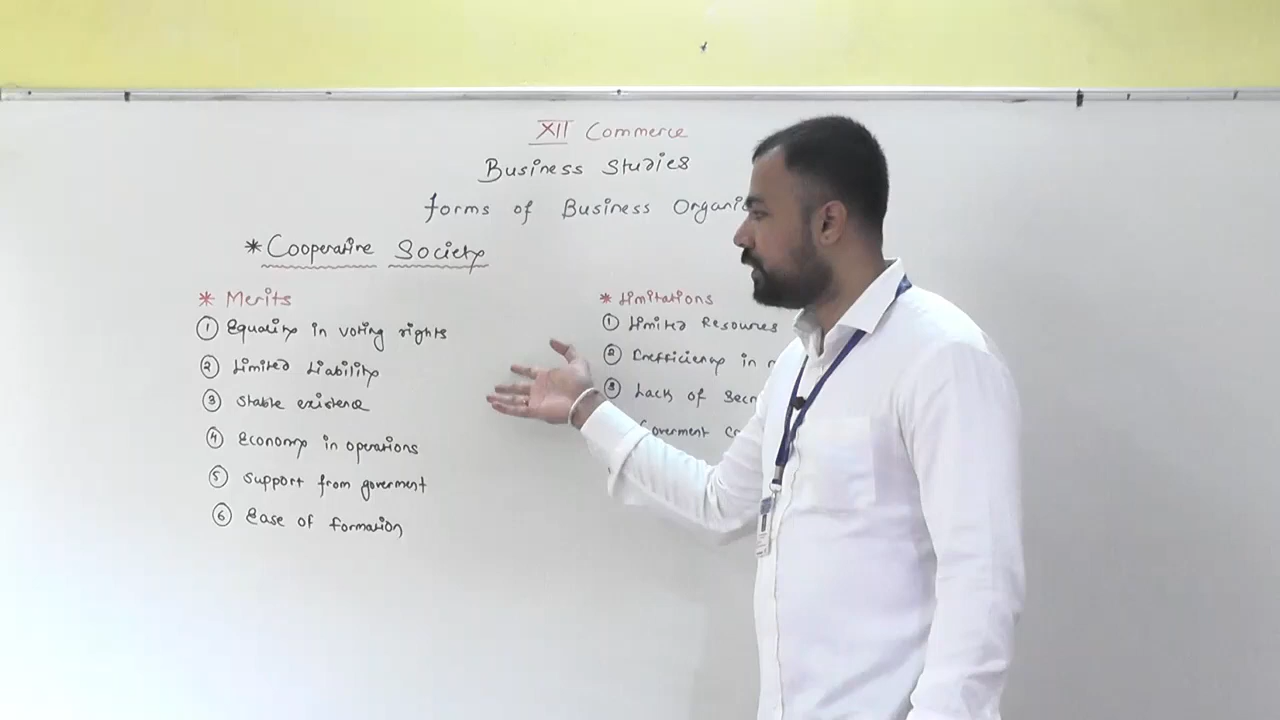 XII Commerce
Business Studies
Forms of Business
* Cooperative Society
* Merits
① Equality in voting rights
② Limited Liability
③ Stable existence
④ Economy in operations
⑤ Support from goverment
⑥ Ease of formation
* Limitations
① Limited Resources
② Inefficiency in
③ Lack of
Goverment